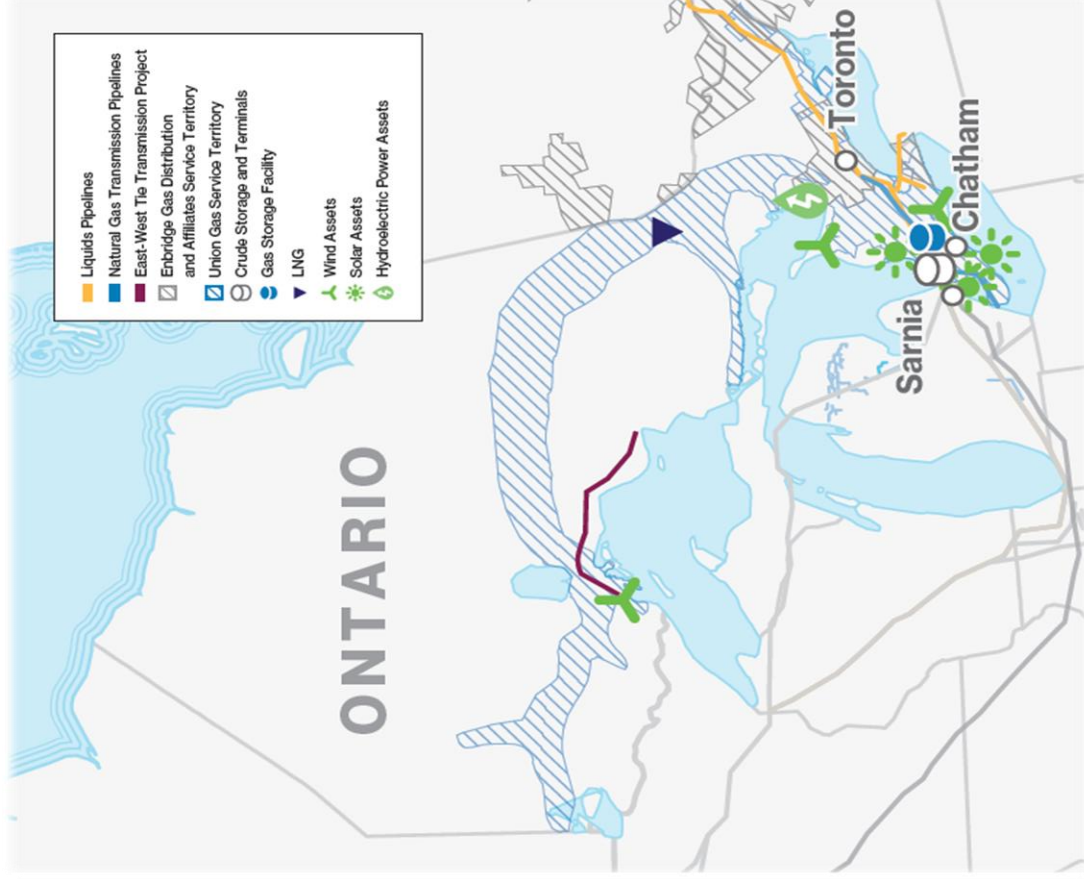 Liquids Pipelines
Natural Gas Transmission Pipelines
East-West Tie Transmission Project
Enbridge Gas Distribution
and Affiliates Service Territory
Union Gas Service Territory
Crude Storage and Terminals
Gas Storage Facility
LNG
Wind Assets
Solar Assets
Hydroelectric Power Assets
ONTARIO
Toronto
Chatham
Sarnia